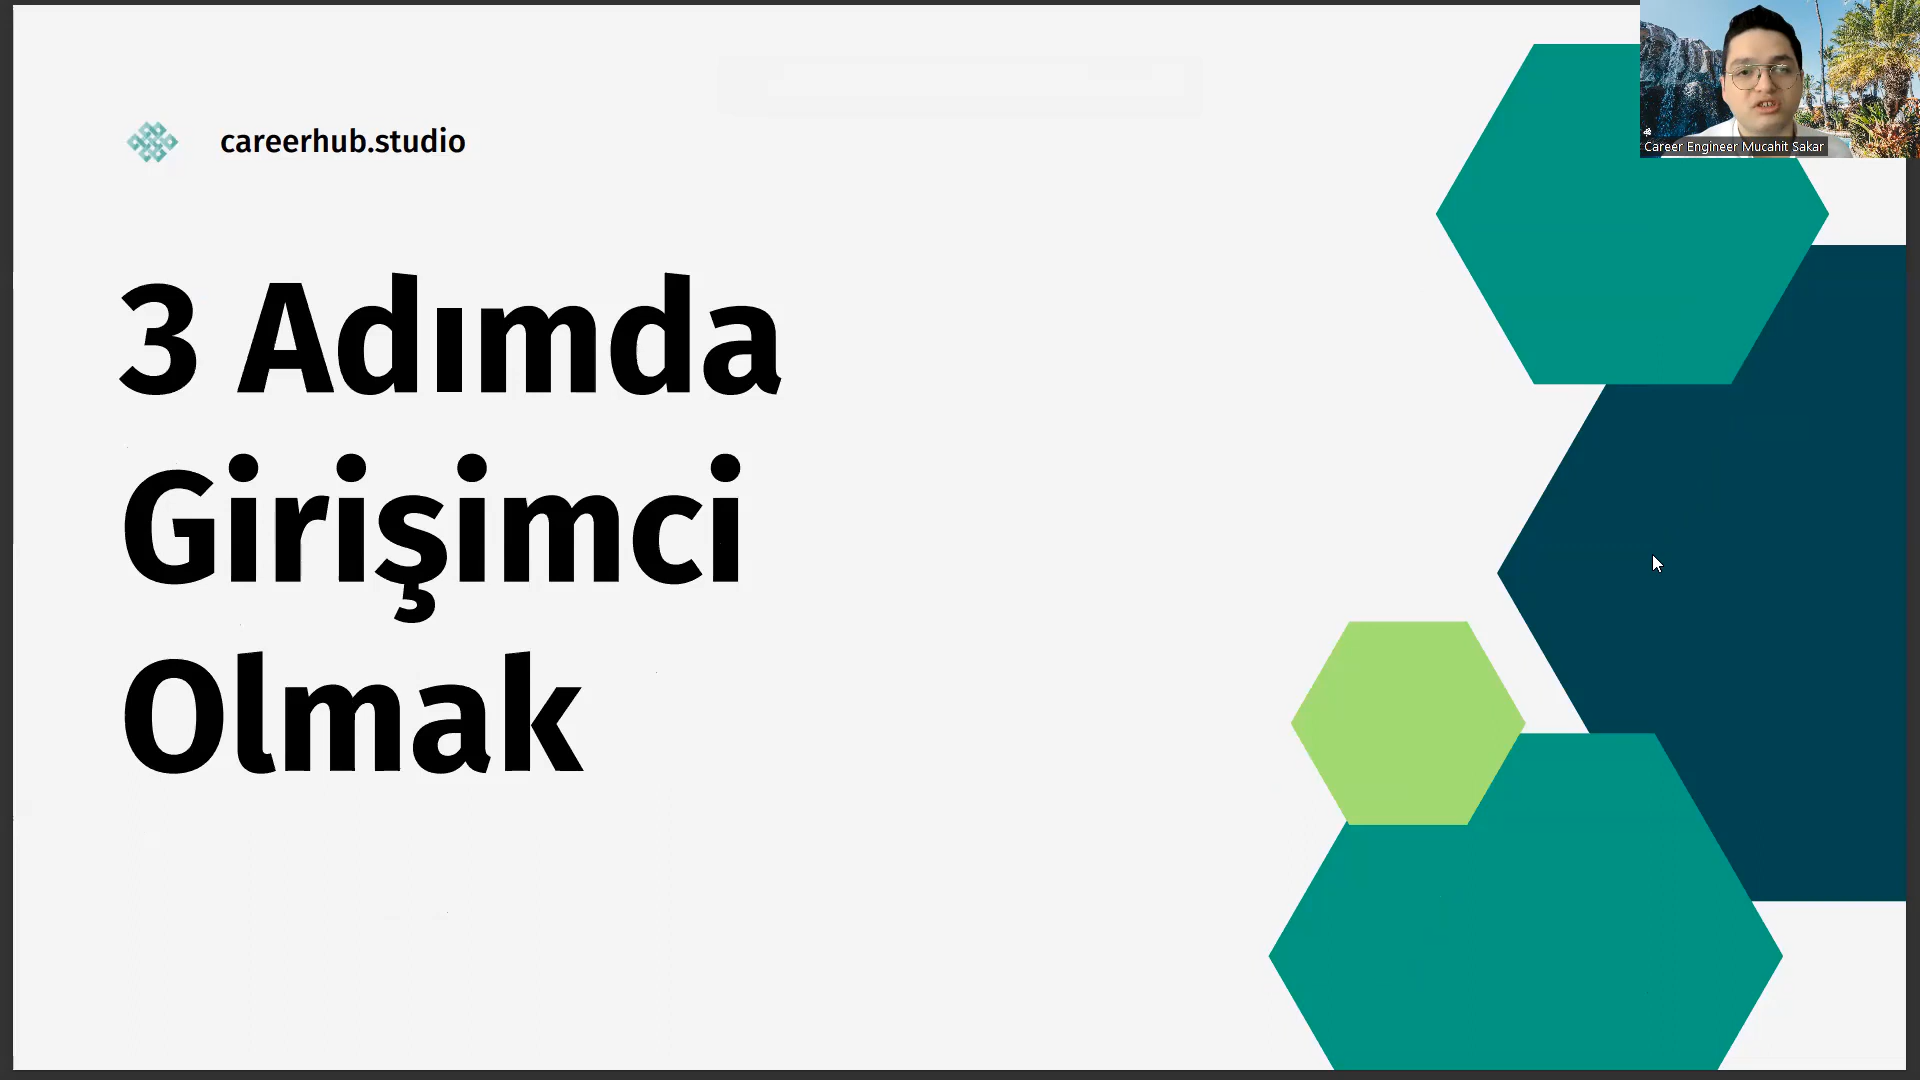 careerhub.studio
3 Adımda
Girişimci
Olmak
Career Engineer Mucahit Sakar